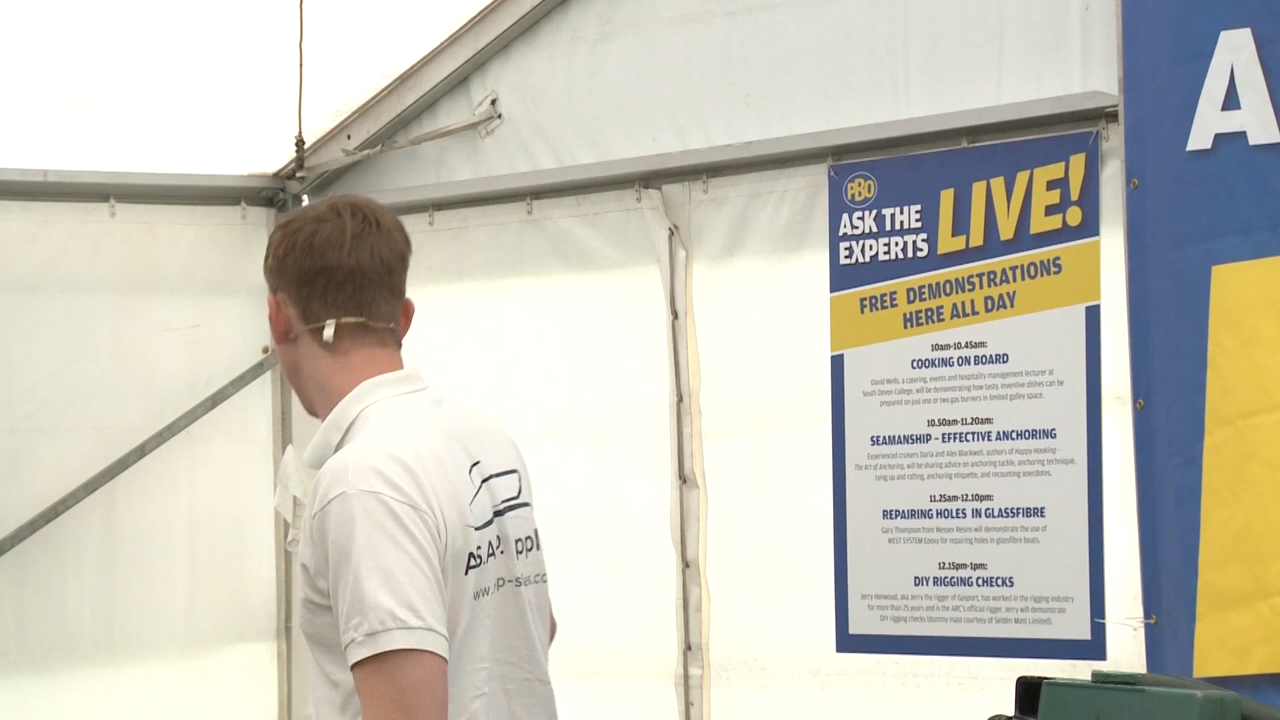 A
PBO
ASK THE
EXPERTS
LIVE!
FREE DEMONSTRATIONS
HERE ALL DAY
10am-10.45am:
COOKING ON BOARD
David Wells, a catering, events and hospitality management lecturer at
South Devon College, will be demonstrating how tasty, inventive dishes can be
prepared on just one or two gas burners in limited galley space.
10.50am-11.20am:
SEAMANSHIP – EFFECTIVE ANCHORING
Experienced cruisers Daria and Alex Blackwell, authors of Happy Hooking –
The Art of Anchoring, will be sharing advice on anchoring tackle, anchoring technique,
tying up and rafting, anchoring etiquette, and recounting anecdotes.
11.25am-12.10pm:
REPAIRING HOLES IN GLASSFIBRE
Gary Thompson from Wessex Resins will demonstrate the use of
WEST SYSTEM Epoxy for repairing holes in glassfibre boats.
12.15pm-1pm:
DIY RIGGING CHECKS
Jerry Henwood, aka Jerry the rigger of Gosport, has worked in the rigging industry
for more than 25 years and is the ARC's official rigger. Jerry will demonstrate
DIY rigging checks (dummy mast courtesy of Seldén Mast Limited).
A.S.A.P.
www.